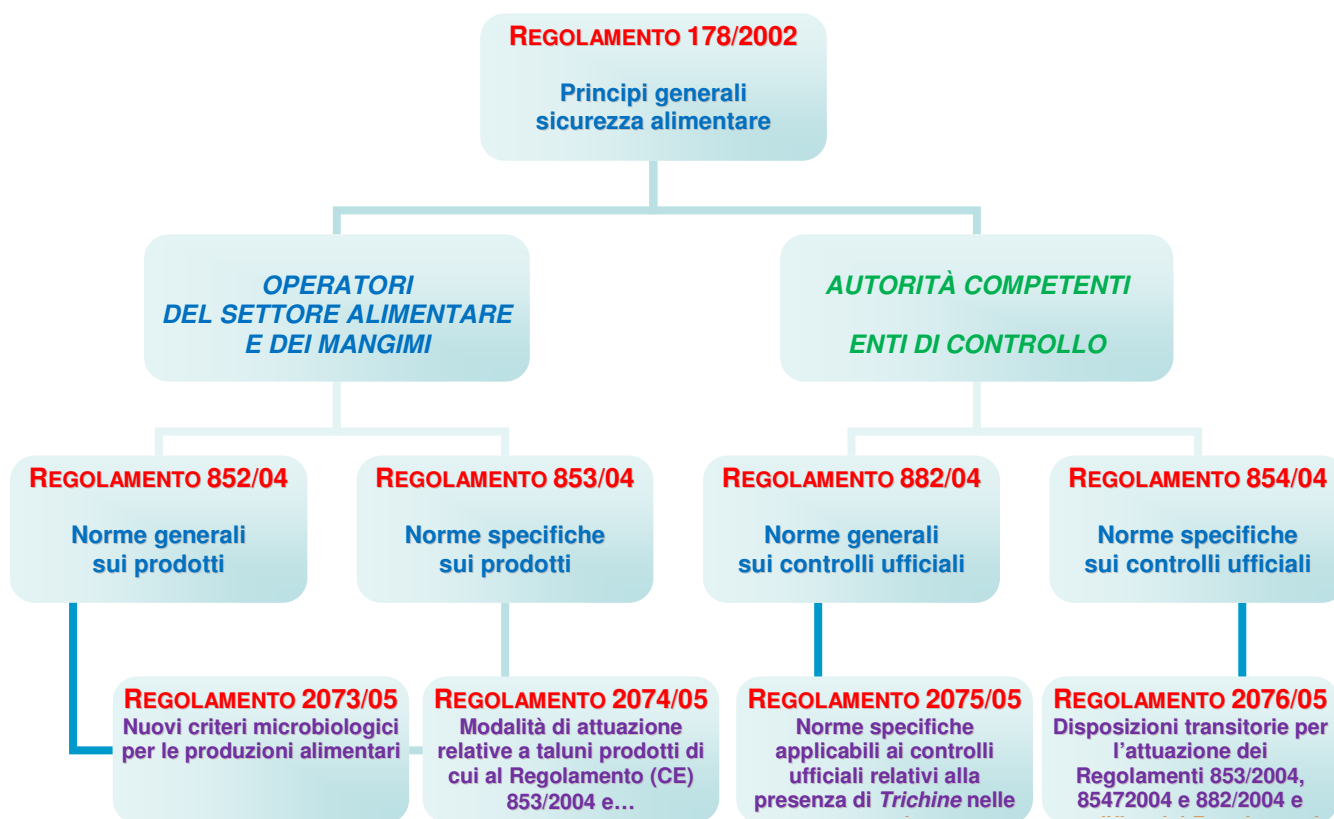 REGOLAMENTO 178/2002
Principi generali
sicurezza alimentare
OPERATORI
DEL SETTORE ALIMENTARE
E DEI MANGIMI
AUTORITÀ COMPETENTI
ENTI DI CONTROLLO
REGOLAMENTO 852/04
Norme generali
sui prodotti
REGOLAMENTO 853/04
Norme specifiche
sui prodotti
REGOLAMENTO 882/04
Norme generali
sui controlli ufficiali
REGOLAMENTO 854/04
Norme specifiche
sui controlli ufficiali
REGOLAMENTO 2073/05
Nuovi criteri microbiologici
per le produzioni alimentari
REGOLAMENTO 2074/05
Modalità di attuazione
relative a taluni prodotti di
cui al Regolamento (CE)
853/2004 e…
REGOLAMENTO 2075/05
Norme specifiche
applicabili ai controlli
ufficiali relativi alla
presenza di Trichine nelle
REGOLAMENTO 2076/05
Disposizioni transitorie per
l'attuazione dei
Regolamenti 853/2004,
85472004 e 882/2004 e